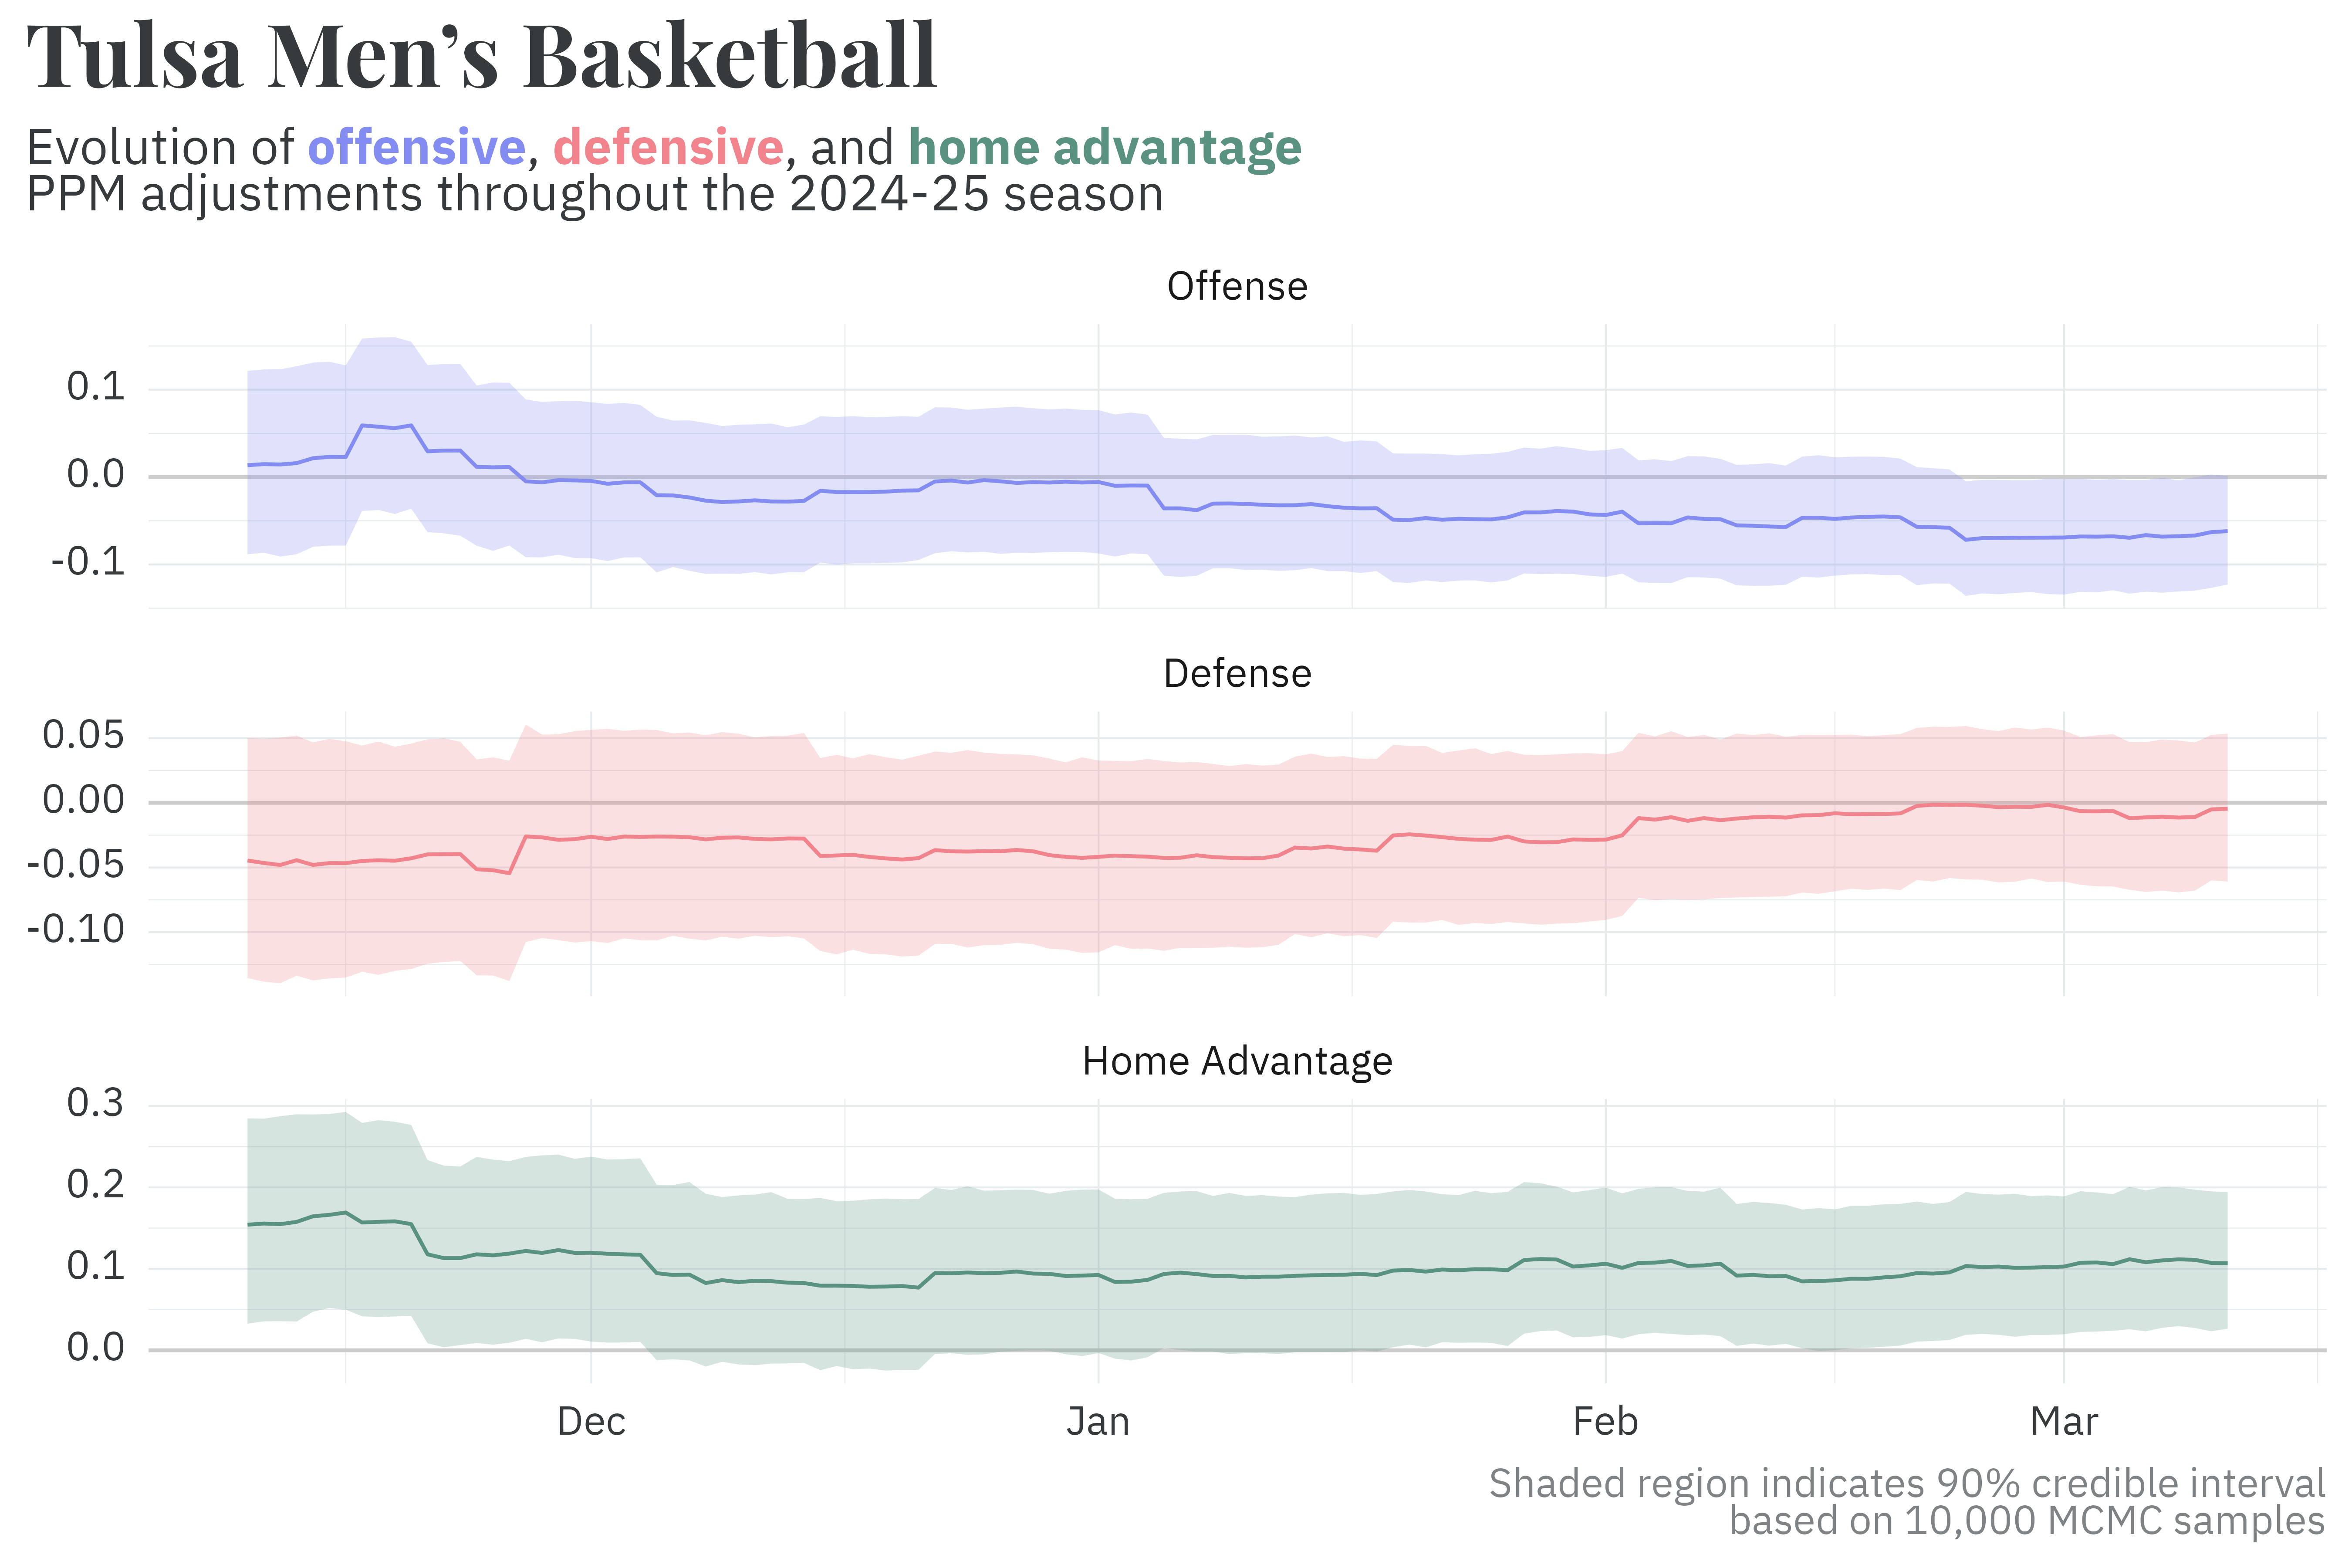 Tulsa Men’s Basketball
Evolution of offensive, defensive, and home advantage
PPM adjustments throughout the 2024-25 season
Offense
0.1
0.0
-0.1
Defense
0.05
0.00
-0.05
-0.10
Home Advantage
0.3
0.2
0.1
0.0
Dec Jan Feb Mar
Shaded region indicates 90% credible interval
based on 10,000 MCMC samples